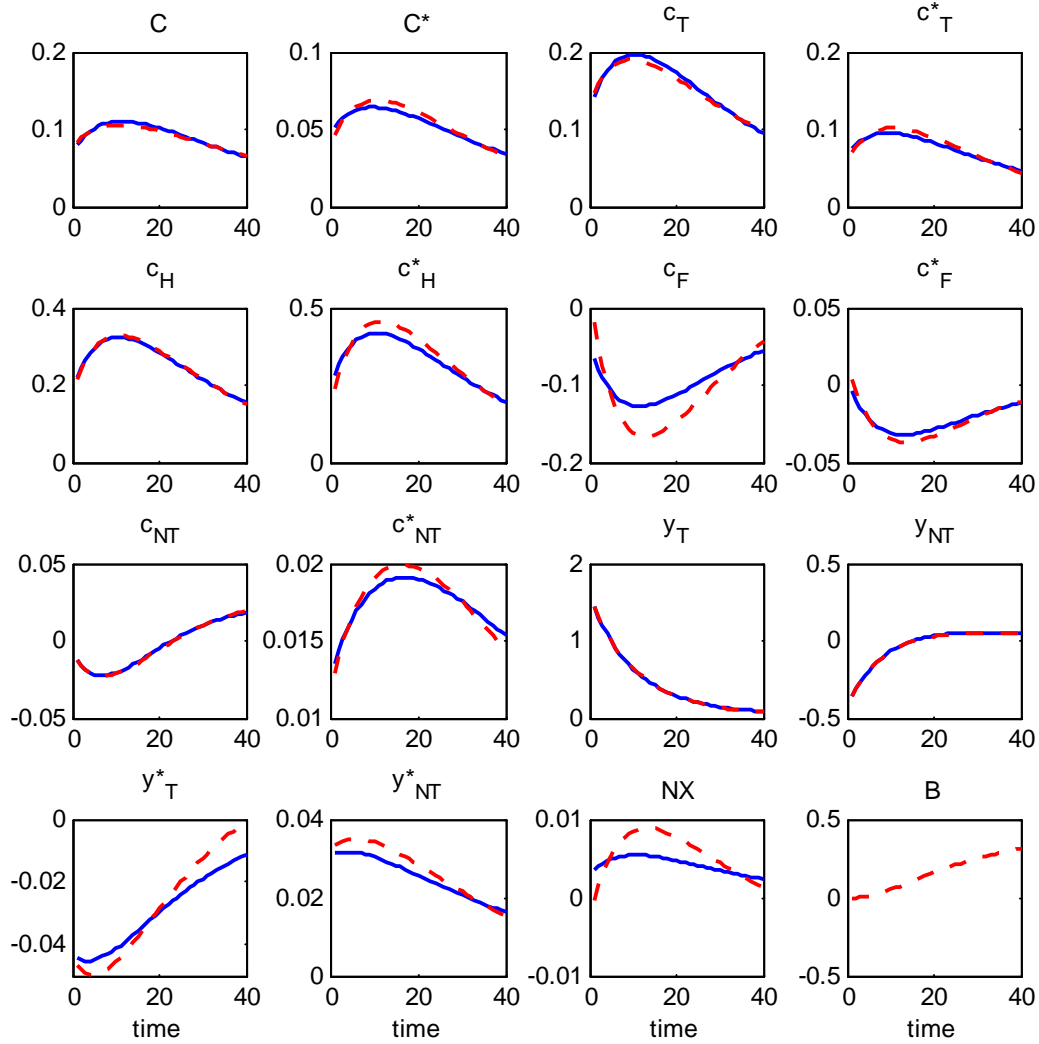 C C* c_T c*_T
0.2 0.1 0.2 0.2
0.1 0.05 0.1 0.1
0 0 0 0
0 20 40 0 20 40 0 20 40 0 20 40
c_H c*_H c_F c*_F
0.4 0.5 0 0.05
0.2 -0.1 0
0 0 -0.2 -0.05
0 20 40 0 20 40 0 20 40 0 20 40
c_NT c*_NT y_T y_NT
0.05 0.02 2 0.5
0 0.015 1 0
-0.05 0.01 0 -0.5
0 20 40 0 20 40 0 20 40 0 20 40
y*_T y*_NT NX B
0 0.04 0.01 0.5
-0.02 0.02 0 0
-0.04 0 -0.01 -0.5
0 20 40 0 20 40 0 20 40 0 20 40
time time time time